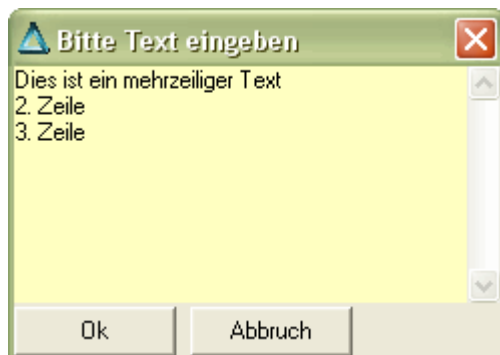 Bitte Text eingeben
Dies ist ein mehrzeiliger Text
2. Zeile
3. Zeile
Ok Abbruch